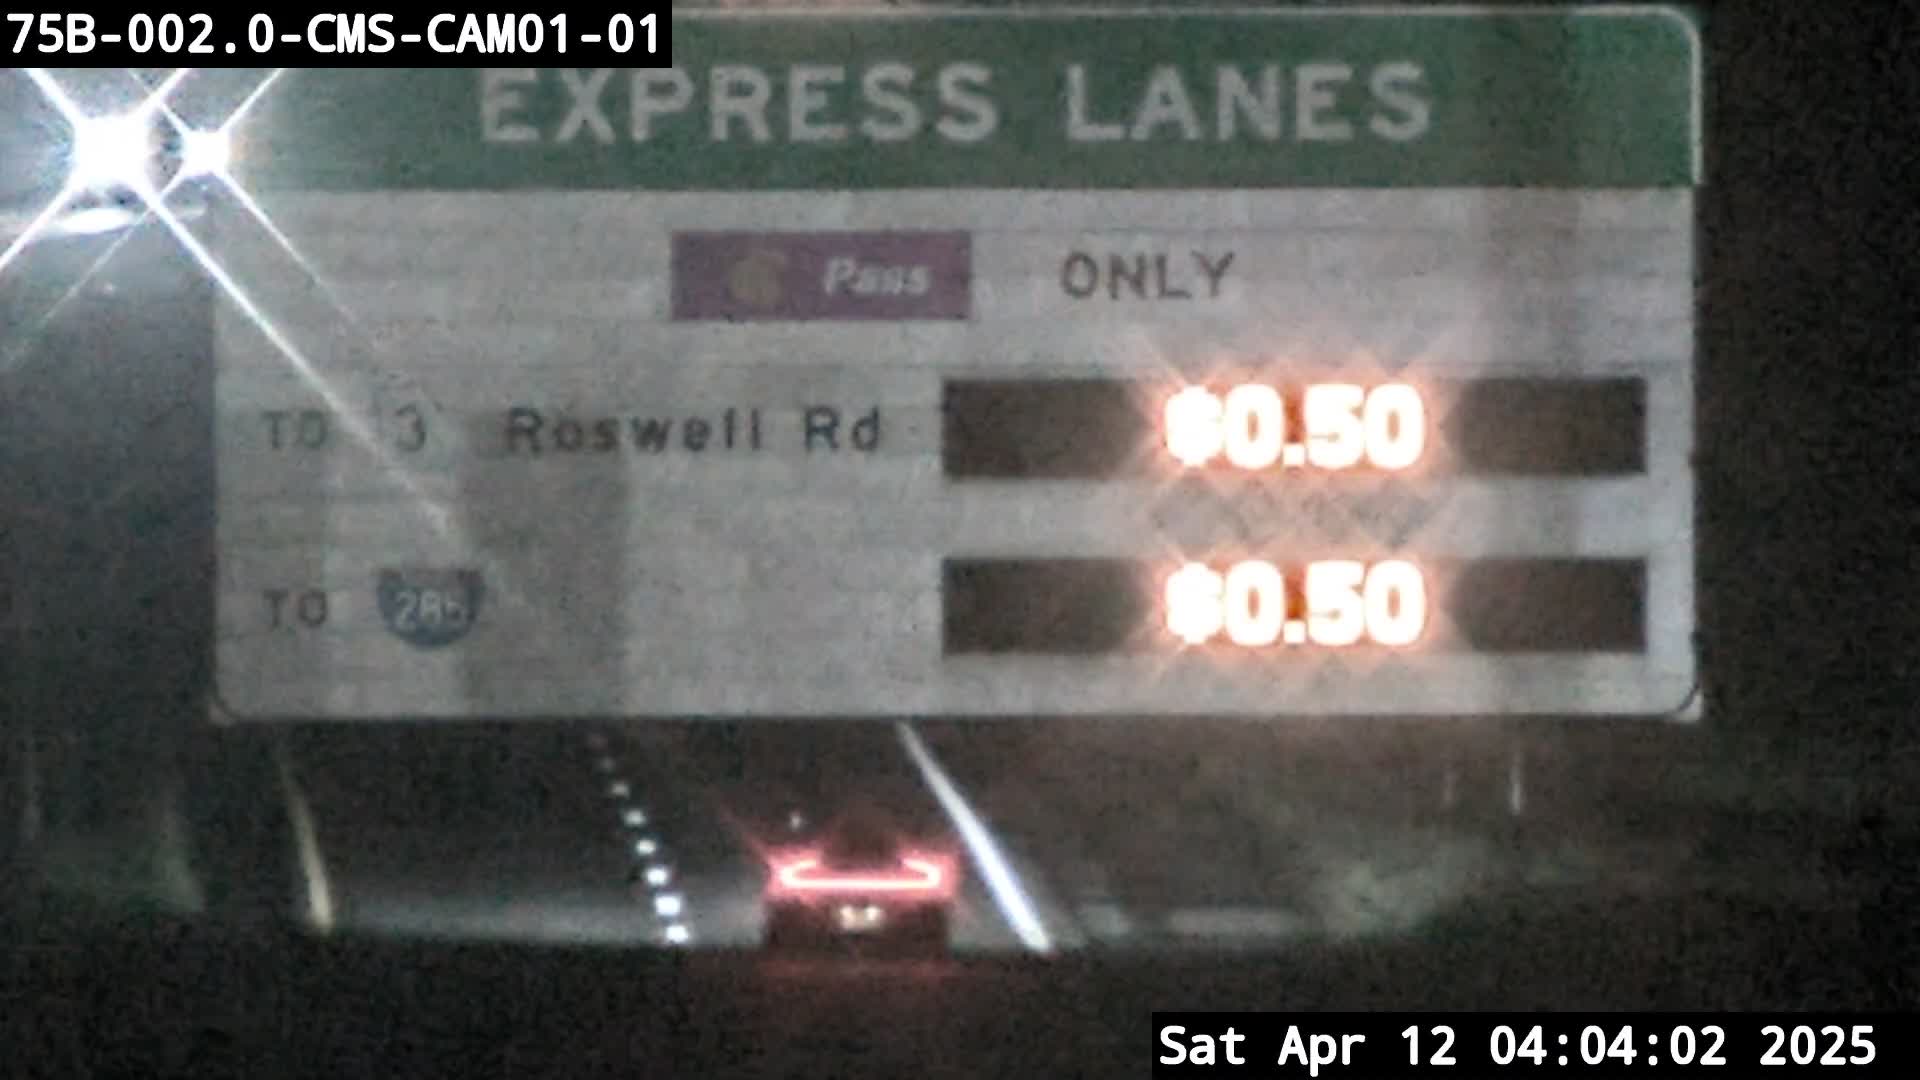 75B-002.0-CMS-CAM01-01
EXPRESS LANES
Pass ONLY
TO 3 Roswell Rd $0.50
TO 285 $0.50
Sat Apr 12 04:04:02 2025